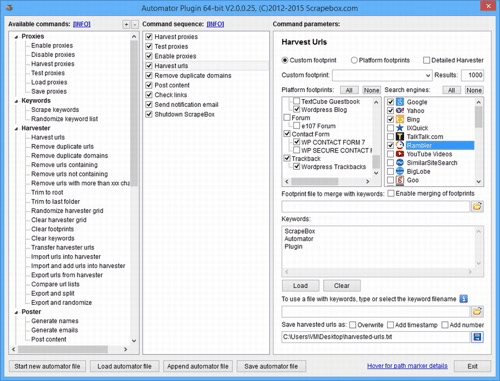 Automator Plugin 64-bit V2.0.0.25, (C)2012-2015 Scrapebox.com
Available commands: [INFO] + -
Proxies
Enable proxies
Disable proxies
Harvest proxies
Test proxies
Load proxies
Save proxies
Keywords
Scrape keywords
Randomize keyword list
Harvester
Harvest urls
Remove duplicate urls
Remove duplicate domains
Remove urls containing
Remove urls not containing
Remove urls with more than xxx cha
Trim to root
Trim to last folder
Randomize harvester grid
Clear harvester grid
Clear footprints
Clear keywords
Transfer harvester urls
Import urls into harvester
Import and add urls into harvester
Export urls from harvester
Compare url lists
Export and split
Export and randomize
Poster
Generate names
Generate emails
Post content
Command sequence: [INFO]
Harvest proxies
Test proxies
Enable proxies
Harvest urls
Remove duplicate domains
Post content
Check links
Send notification email
Shutdown ScrapeBox
Command parameters:
Harvest Urls
Custom footprint Platform footprints Detailed Harvester
Custom footprint: Results: 1000
Platform footprints: All None
TextCube Guestbook
Wordpress Blog
Forum
e107 Forum
Contact Form
WP CONTACT FORM 7
WP SECURE CONTACT F
Trackback
Wordpress Trackbacks
Search engines: All None
Google
Yahoo
Bing
IXQuick
TalkTalk.com
Rambler
YouTube Videos
SimilarSiteSearch
BigLobe
Goo
Footprint file to merge with keywords: Enable merging of footprints
Keywords:
ScrapeBox
Automator
Plugin
Load Clear
To use a file with keywords, type or select the keyword filename
Save harvested urls as: Overwrite Add timestamp Add number
C:\Users\VM\Desktop\harvested-urls.txt
Start new automator file Load automator file Append automator file Save automator file Hover for path marker details Exit